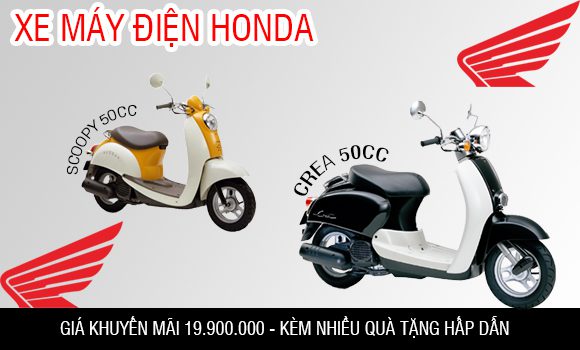 XE MÁY ĐIỆN HONDA
SCOOPY 50CC
CREA 50CC
GIÁ KHUYẾN MÃI 19.900.000 - KÈM NHIỀU QUÀ TẶNG HẤP DẪN